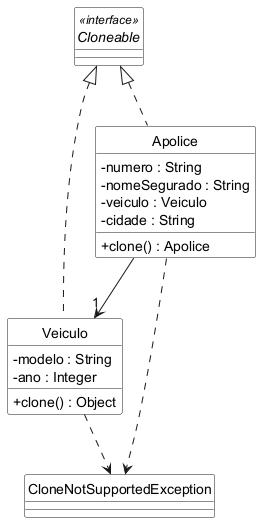 «interface»
Cloneable
Apolice
-numero : String
-nomeSegurado : String
-veiculo : Veiculo
-cidade : String
+clone() : Apolice
1
Veiculo
-modelo : String
-ano : Integer
+clone() : Object
CloneNotSupportedException